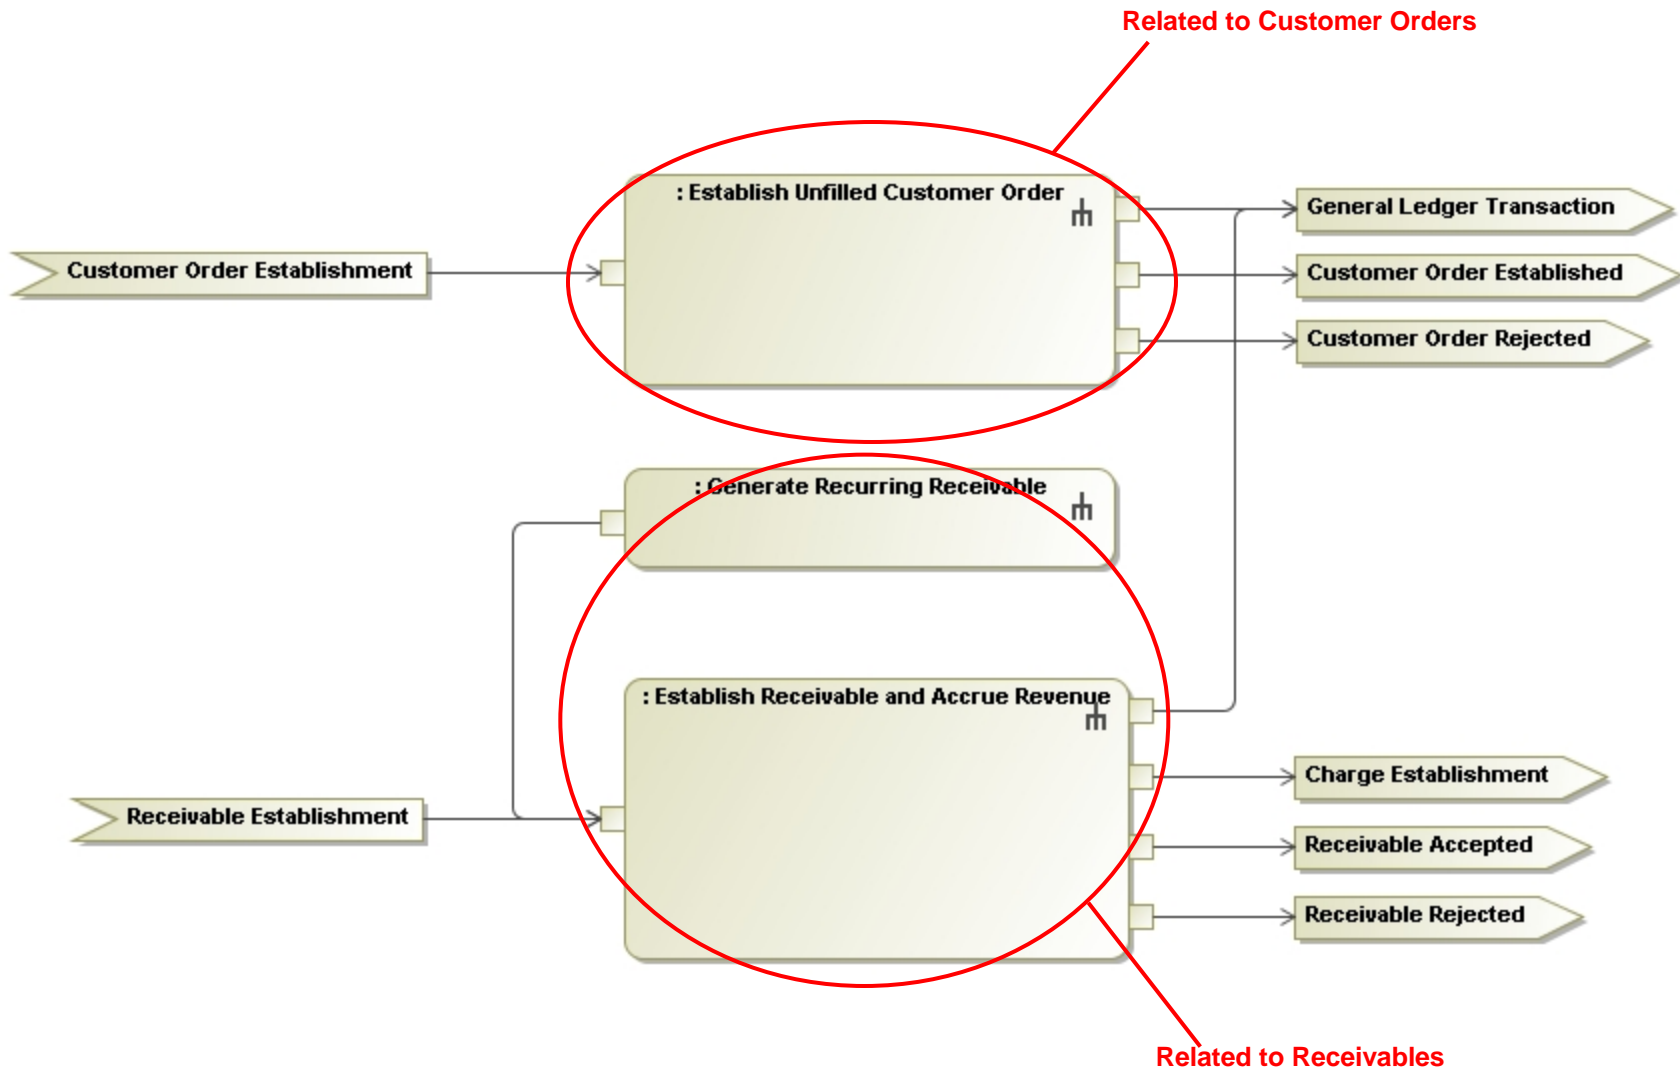 Related to Customer Orders
: Establish Unfilled Customer Order
General Ledger Transaction
Customer Order Establishment
Customer Order Established
Customer Order Rejected
: Generate Recurring Receivable
: Establish Receivable and Accrue Revenue
Charge Establishment
Receivable Establishment
Receivable Accepted
Receivable Rejected
Related to Receivables